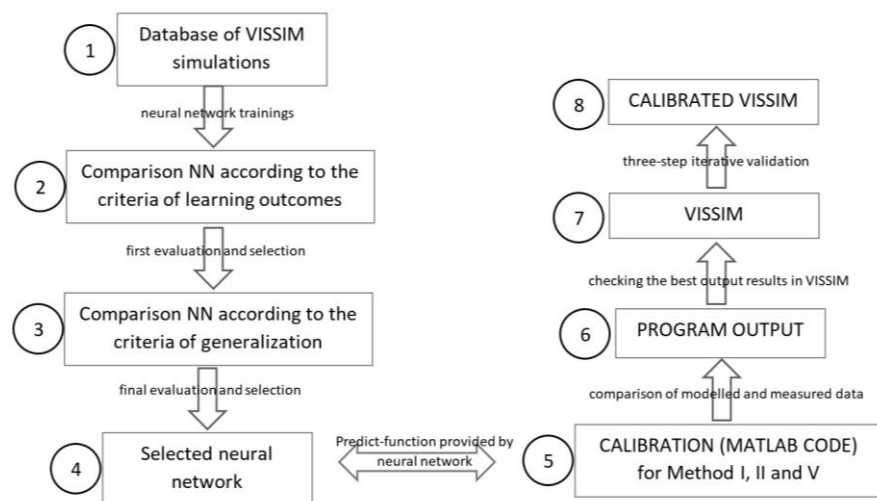 1
Database of VISSIM
simulations
neural network trainings
2
Comparison NN according to the
criteria of learning outcomes
first evaluation and selection
3
Comparison NN according to the
criteria of generalization
final evaluation and selection
4
Selected neural
network
Predict-function provided by
neural network
5
CALIBRATION (MATLAB CODE)
for Method I, II and V
comparison of modelled and measured data
6
PROGRAM OUTPUT
checking the best output results in VISSIM
7
VISSIM
three-step iterative validation
8
CALIBRATED VISSIM